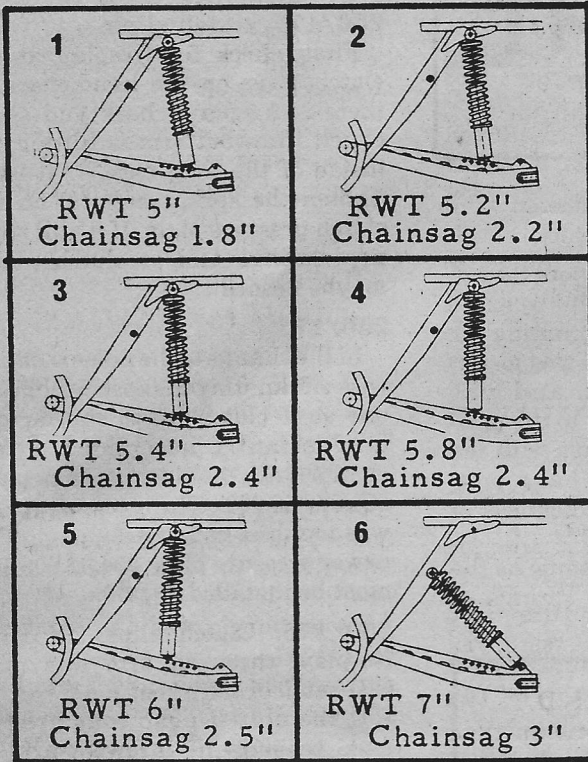 1
RWT 5"
Chainsag 1.8"
2
RWT 5.2"
Chainsag 2.2"
3
RWT 5.4"
Chainsag 2.4"
4
RWT 5.8"
Chainsag 2.4"
5
RWT 6"
Chainsag 2.5"
6
RWT 7"
Chainsag 3"